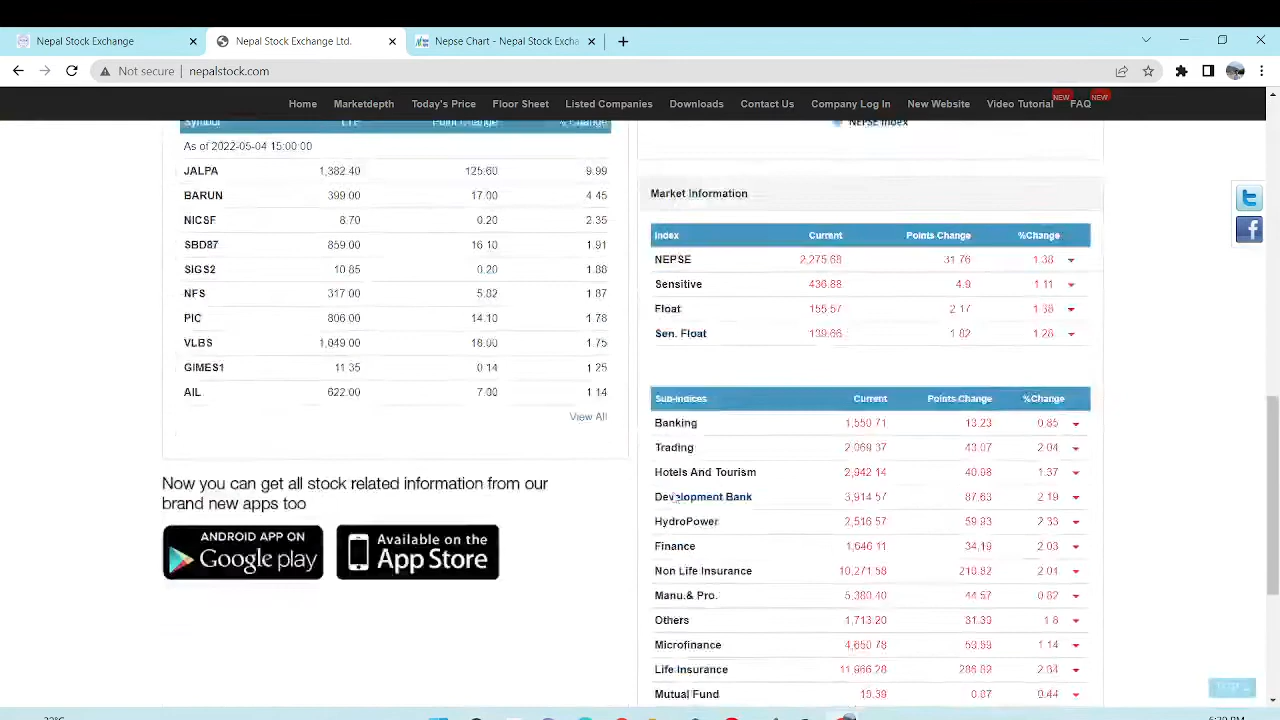 Nepal Stock Exchange
Nepal Stock Exchange Ltd.
Nepse Chart - Nepal Stock Excha
Not secure nepalstock.com
Home Marketdepth Today's Price Floor Sheet Listed Companies Downloads Contact Us Company Log In New Website Video Tutorial NEW FAQ NEW
Symbol LTP Point Change % Change
As of 2022-05-04 15:00:00
JALPA 1,382.40 125.60 9.99
BARUN 399.00 17.00 4.45
NICSF 8.70 0.20 2.35
SBD87 859.00 16.10 1.91
SIGS2 10.85 0.20 1.88
NFS 317.00 5.82 1.87
PIC 806.00 14.10 1.78
VLBS 1,049.00 18.00 1.75
GIMES1 11.35 0.14 1.25
AIL 622.00 7.00 1.14
View All
Now you can get all stock related information from our
brand new apps too
ANDROID APP ON
Google play
Available on the
App Store
NEPSE Index
Market Information
Index Current Points Change %Change
NEPSE 2,275.68 31.76 1.38
Sensitive 436.88 4.9 1.11
Float 155.57 2.17 1.38
Sen. Float 139.66 1.82 1.28
Sub-Indices Current Points Change %Change
Banking 1,550.71 13.23 0.85
Trading 2,069.37 43.07 2.04
Hotels And Tourism 2,942.14 40.98 1.37
Development Bank 3,914.57 87.63 2.19
HydroPower 2,516.57 59.93 2.33
Finance 1,646.11 34.19 2.03
Non Life Insurance 10,271.58 210.92 2.01
Manu.& Pro. 5,380.40 44.57 0.82
Others 1,713.20 31.39 1.8
Microfinance 4,650.78 1.14
Life Insurance 11,966.28
Mutual Fund 0.44